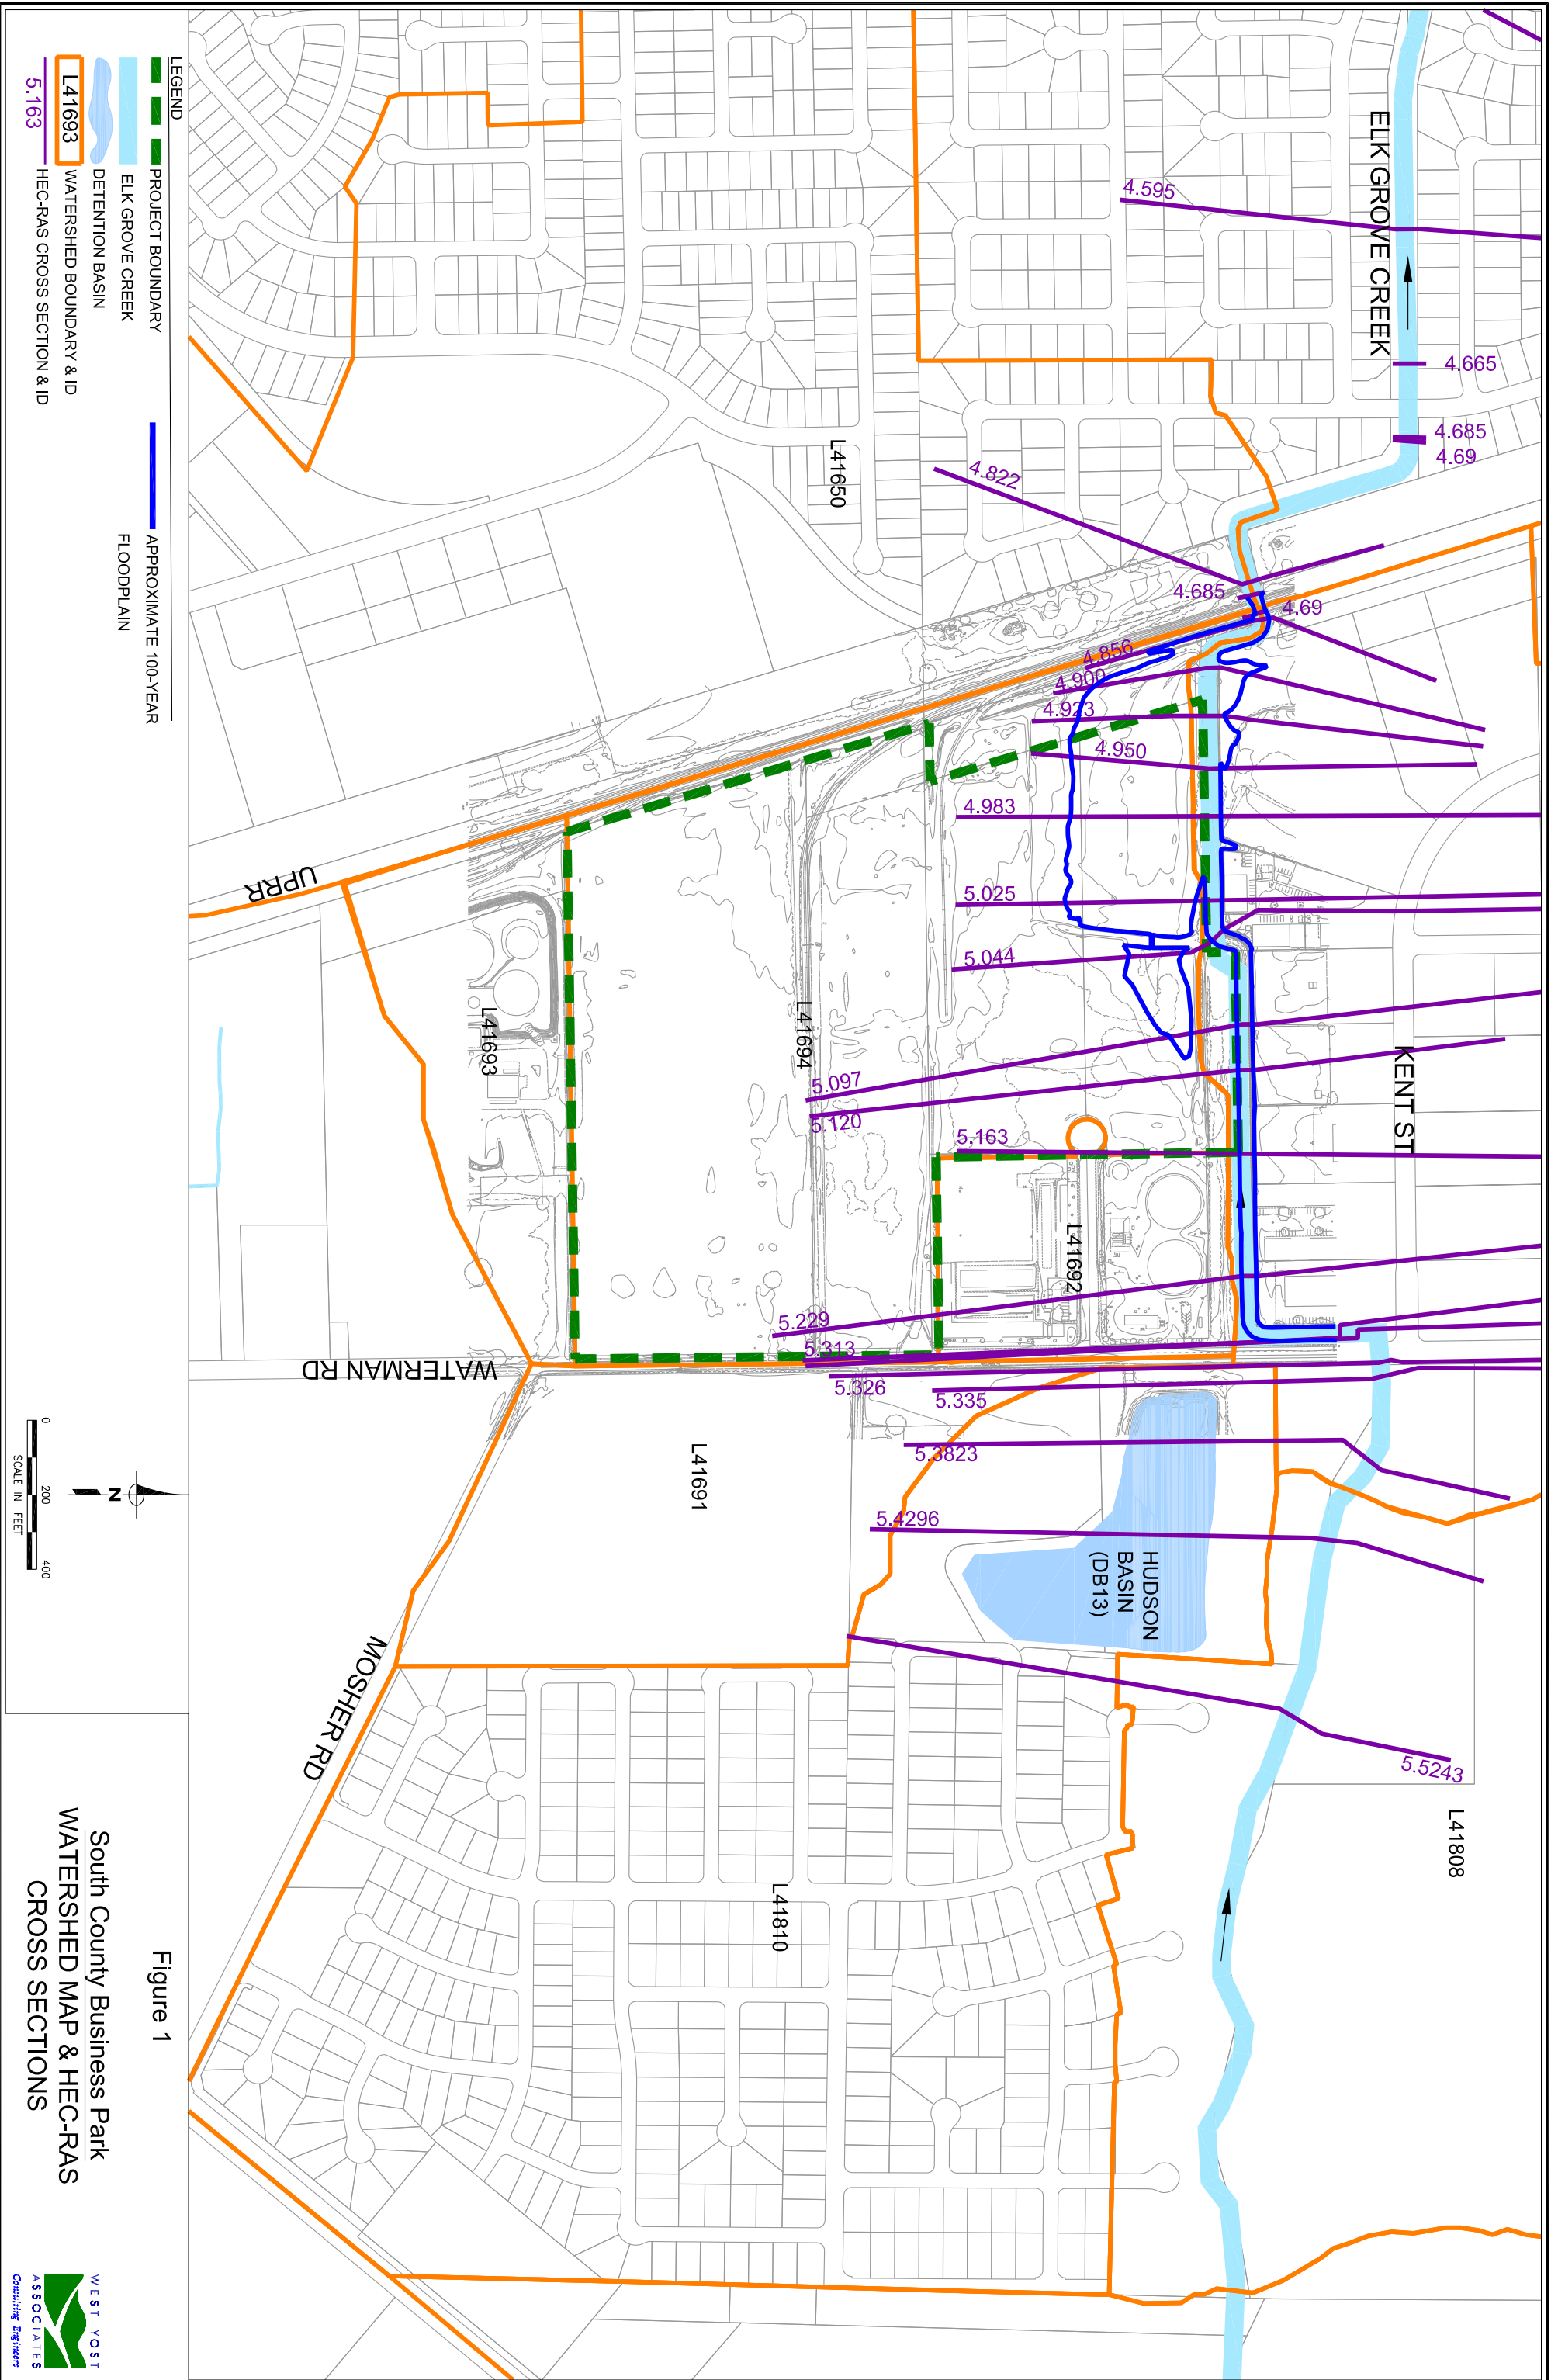 ELK GROVE CREEK
4.595
4.665
4.685
4.69
4.822
L41650
4.685
4.69
4.856
4.900
4.923
4.950
4.983
5.025
5.044
5.097
5.120
5.163
5.229
5.313
5.326
5.335
5.3823
5.4296
5.5243
KENT ST
UPRR
L41694
L41693
L41692
WATERMAN RD
L41691
HUDSON
BASIN
(DB13)
MOSHER RD
L41808
L41810
LEGEND
PROJECT BOUNDARY
ELK GROVE CREEK
DETENTION BASIN
L41693 WATERSHED BOUNDARY & ID
5.163 HEC-RAS CROSS SECTION & ID
APPROXIMATE 100-YEAR
FLOODPLAIN
N
0 200 400
SCALE IN FEET
Figure 1
South County Business Park
WATERSHED MAP & HEC-RAS
CROSS SECTIONS
WEST YOST
ASSOCIATES
Consulting Engineers